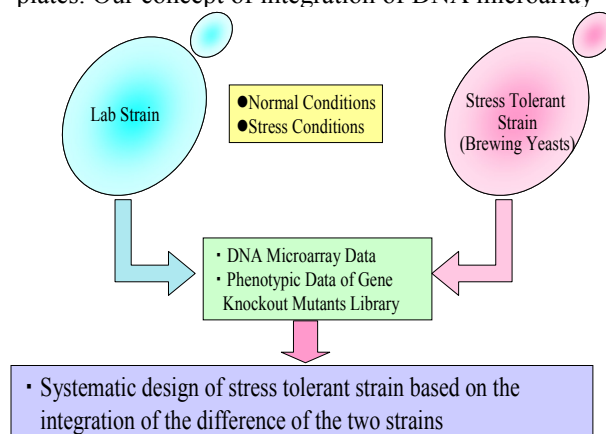 plates. Our concept of integration of DNA microarray
Lab Strain
●Normal Conditions
●Stress Conditions
Stress Tolerant
Strain
(Brewing Yeasts)
・DNA Microarray Data
・Phenotypic Data of Gene
Knockout Mutants Library
・Systematic design of stress tolerant strain based on the
integration of the difference of the two strains